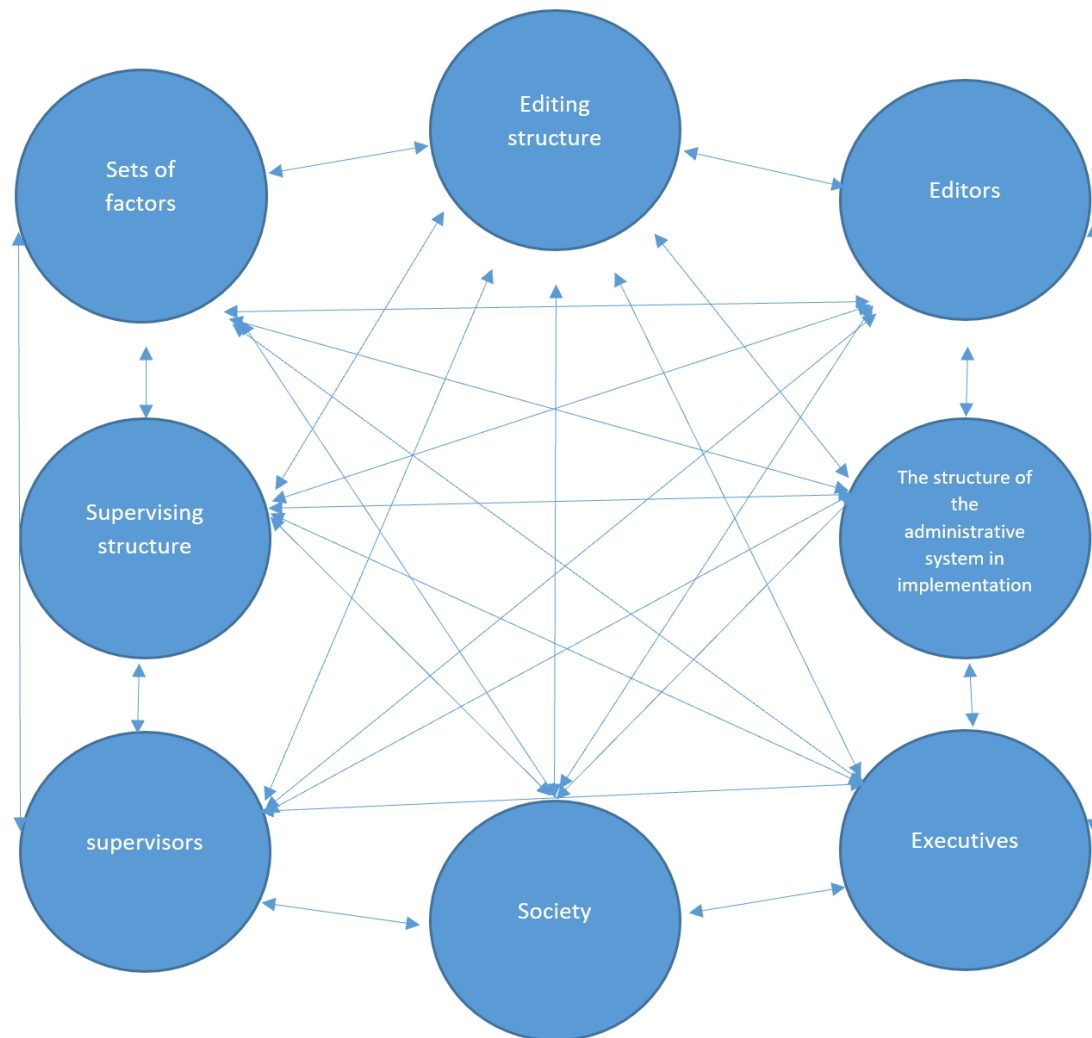 Editing
structure
Sets of
factors
Editors
Supervising
structure
The structure of
the
administrative
system in
implementation
supervisors
Society
Executives